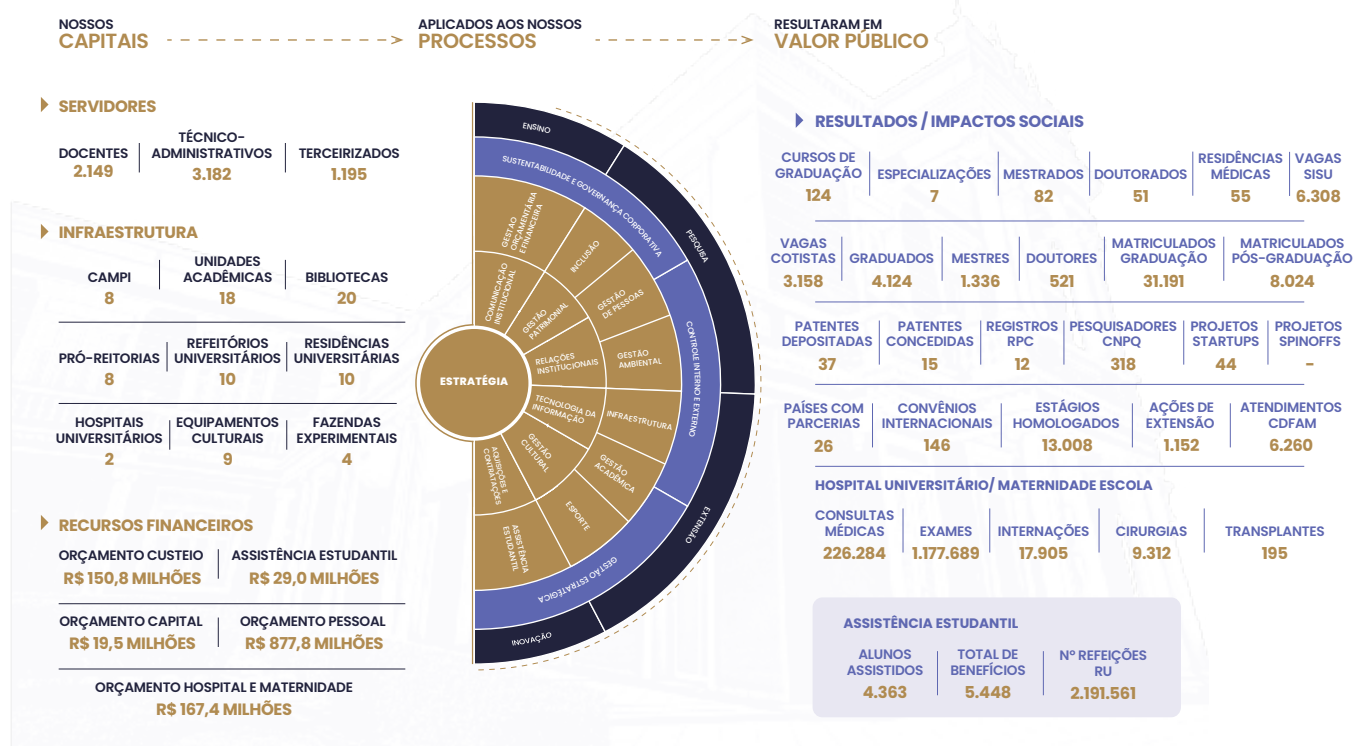 NOSSOS
CAPITAIS
APLICADOS AOS NOSSOS
PROCESSOS
RESULTARAM EM
VALOR PÚBLICO
SERVIDORES
DOCENTES
2.149
TÉCNICO-
ADMINISTRATIVOS
3.182
TERCEIRIZADOS
1.195
INFRAESTRUTURA
CAMPI
8
UNIDADES
ACADÊMICAS
18
BIBLIOTECAS
20
PRÓ-REITORIAS
8
REFEITÓRIOS
UNIVERSITÁRIOS
10
RESIDÊNCIAS
UNIVERSITÁRIAS
10
HOSPITAIS
UNIVERSITÁRIOS
2
EQUIPAMENTOS
CULTURAIS
9
FAZENDAS
EXPERIMENTAIS
4
RECURSOS FINANCEIROS
ORÇAMENTO CUSTEIO
R$ 150,8 MILHÕES
ASSISTÊNCIA ESTUDANTIL
R$ 29,0 MILHÕES
ORÇAMENTO CAPITAL
R$ 19,5 MILHÕES
ORÇAMENTO PESSOAL
R$ 877,8 MILHÕES
ORÇAMENTO HOSPITAL E MATERNIDADE
R$ 167,4 MILHÕES
ESTRATÉGIA
ENSINO
PESQUISA
EXTENSÃO
INOVAÇÃO
SUSTENTABILIDADE E GOVERNANÇA CORPORATIVA
CONTROLE INTERNO E EXTERNO
GESTÃO ESTRATÉGICA
GESTÃO
ORÇAMENTÁRIA
E FINANCEIRA
INCLUSÃO
GESTÃO
DE PESSOAS
GESTÃO
AMBIENTAL
INFRAESTRUTURA
GESTÃO
ACADÊMICA
ESPORTE
ASSISTÊNCIA
ESTUDANTIL
COMUNICAÇÃO
INSTITUCIONAL
GESTÃO
PATRIMONIAL
RELAÇÕES
INSTITUCIONAIS
TECNOLOGIA DA
INFORMAÇÃO
GESTÃO
CULTURAL
AQUISIÇÕES E
CONTRATAÇÕES
RESULTADOS / IMPACTOS SOCIAIS
CURSOS DE
GRADUAÇÃO
124
ESPECIALIZAÇÕES
7
MESTRADOS
82
DOUTORADOS
51
RESIDÊNCIAS
MÉDICAS
55
VAGAS
SISU
6.308
VAGAS
COTISTAS
3.158
GRADUADOS
4.124
MESTRES
1.336
DOUTORES
521
MATRICULADOS
GRADUAÇÃO
31.191
MATRICULADOS
PÓS-GRADUAÇÃO
8.024
PATENTES
DEPOSITADAS
37
PATENTES
CONCEDIDAS
15
REGISTROS
RPC
12
PESQUISADORES
CNPQ
318
PROJETOS
STARTUPS
44
PROJETOS
SPINOFFS
-
PAÍSES COM
PARCERIAS
26
CONVÊNIOS
INTERNACIONAIS
146
ESTÁGIOS
HOMOLOGADOS
13.008
AÇÕES DE
EXTENSÃO
1.152
ATENDIMENTOS
CDFAM
6.260
HOSPITAL UNIVERSITÁRIO/ MATERNIDADE ESCOLA
CONSULTAS
MÉDICAS
226.284
EXAMES
1.177.689
INTERNAÇÕES
17.905
CIRURGIAS
9.312
TRANSPLANTES
195
ASSISTÊNCIA ESTUDANTIL
ALUNOS
ASSISTIDOS
4.363
TOTAL DE
BENEFÍCIOS
5.448
Nº REFEIÇÕES
RU
2.191.561